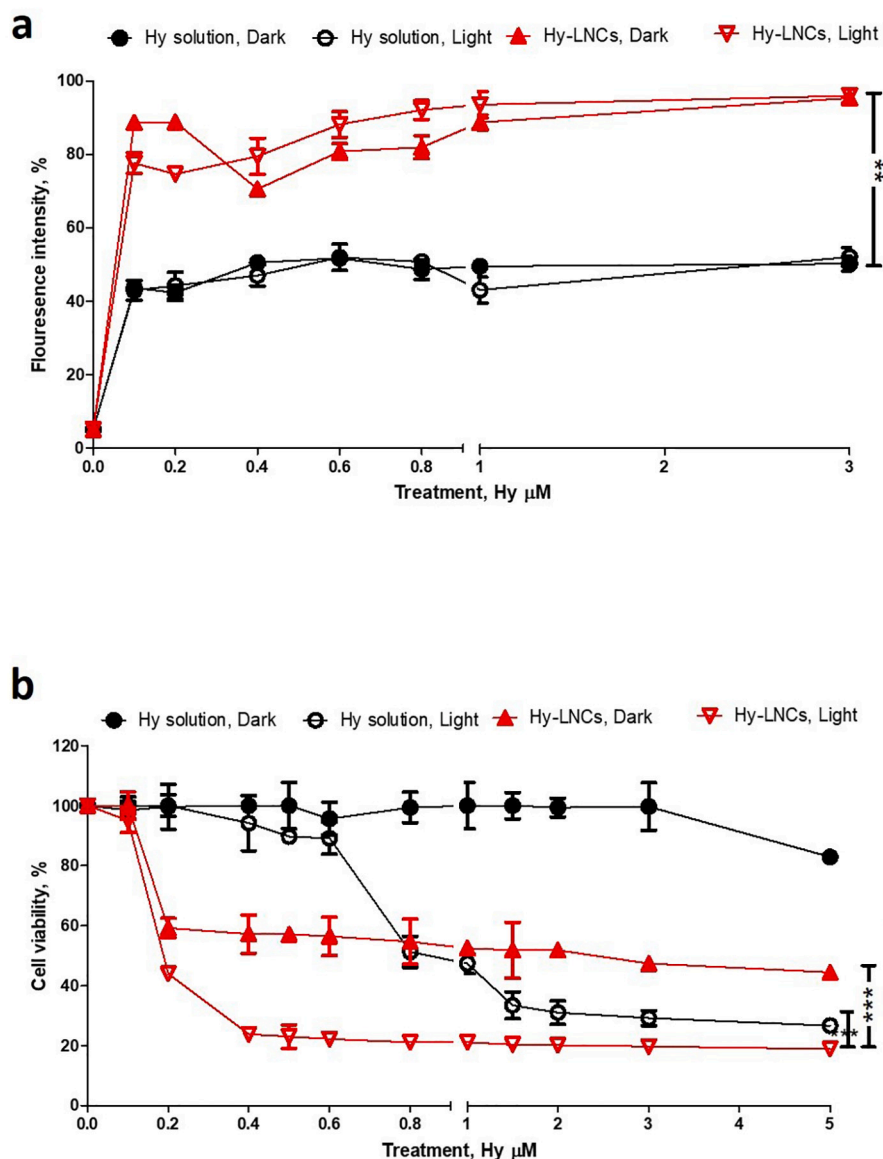 a
Hy solution, Dark Hy solution, Light Hy-LNCs, Dark Hy-LNCs, Light
100
80
60
40
20
0
Flouresence intensity, %
**
0.0 0.2 0.4 0.6 0.8 1 2 3
Treatment, Hy μM
b
Hy solution, Dark Hy solution, Light Hy-LNCs, Dark Hy-LNCs, Light
120
100
80
60
40
20
0
Cell viability, %
***
***
0.0 0.2 0.4 0.6 0.8 1 2 3 4 5
Treatment, Hy μM